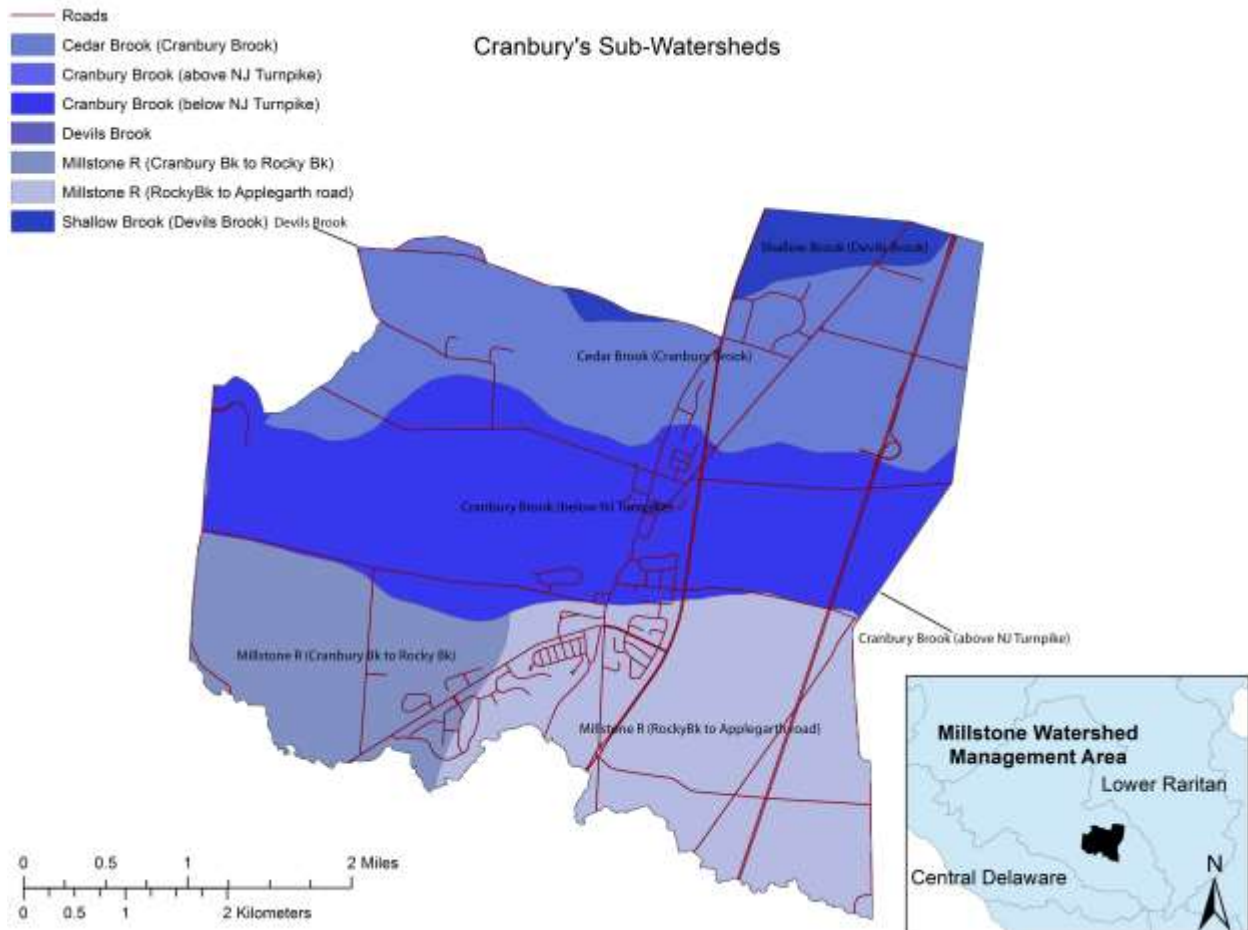 Roads
Cedar Brook (Cranbury Brook)
Cranbury Brook (above NJ Turnpike)
Cranbury Brook (below NJ Turnpike)
Devils Brook
Millstone R (Cranbury Bk to Rocky Bk)
Millstone R (RockyBk to Applegarth road)
Shallow Brook (Devils Brook)
Cranbury's Sub-Watersheds
Devils Brook
Shallow Brook (Devils Brook)
Cedar Brook (Cranbury Brook)
Cranbury Brook (below NJ Turnpike)
Cranbury Brook (above NJ Turnpike)
Millstone R (Cranbury Bk to Rocky Bk)
Millstone R (RockyBk to Applegarth road)
0 0.5 1 2 Miles
0 0.5 1 2 Kilometers
Millstone Watershed
Management Area
Lower Raritan
Central Delaware
N